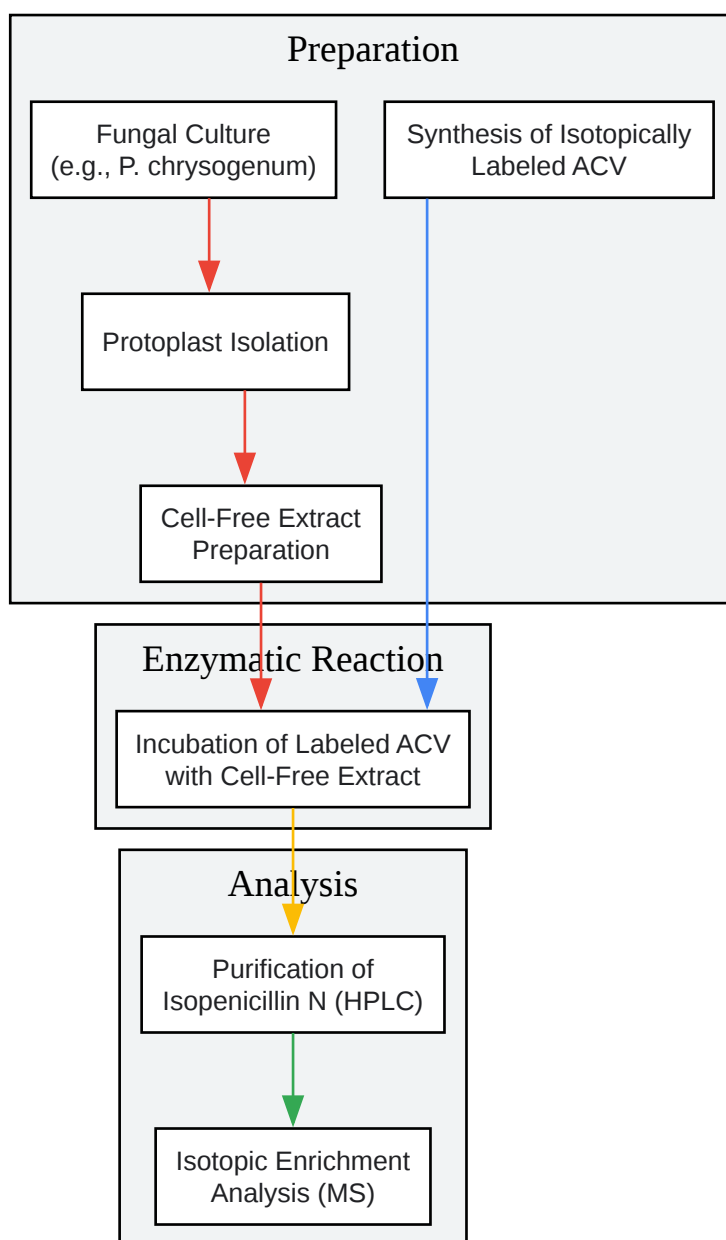 Preparation
Fungal Culture
(e.g., P. chrysogenum)
Synthesis of Isotopically
Labeled ACV
Protoplast Isolation
Cell-Free Extract
Preparation
Enzymatic Reaction
Incubation of Labeled ACV
with Cell-Free Extract
Analysis
Purification of
Isopenicillin N (HPLC)
Isotopic Enrichment
Analysis (MS)